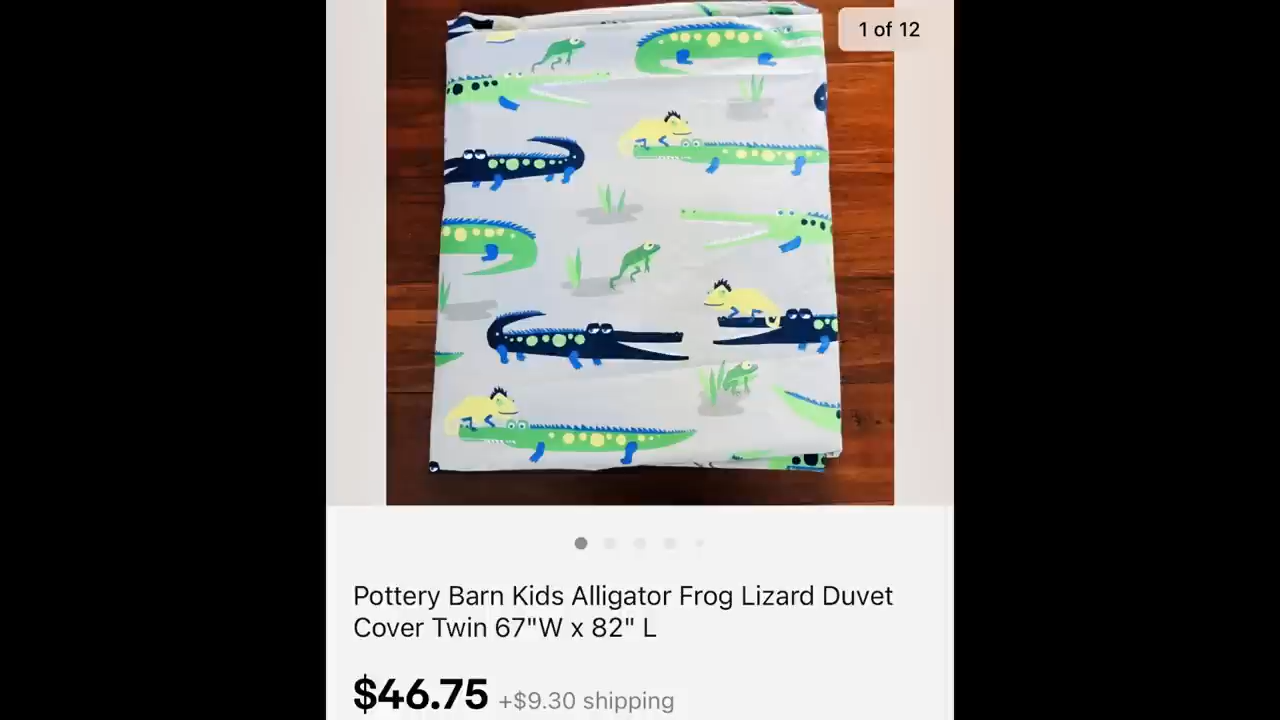 1 of 12
Pottery Barn Kids Alligator Frog Lizard Duvet
Cover Twin 67"W x 82" L
$46.75 +$9.30 shipping